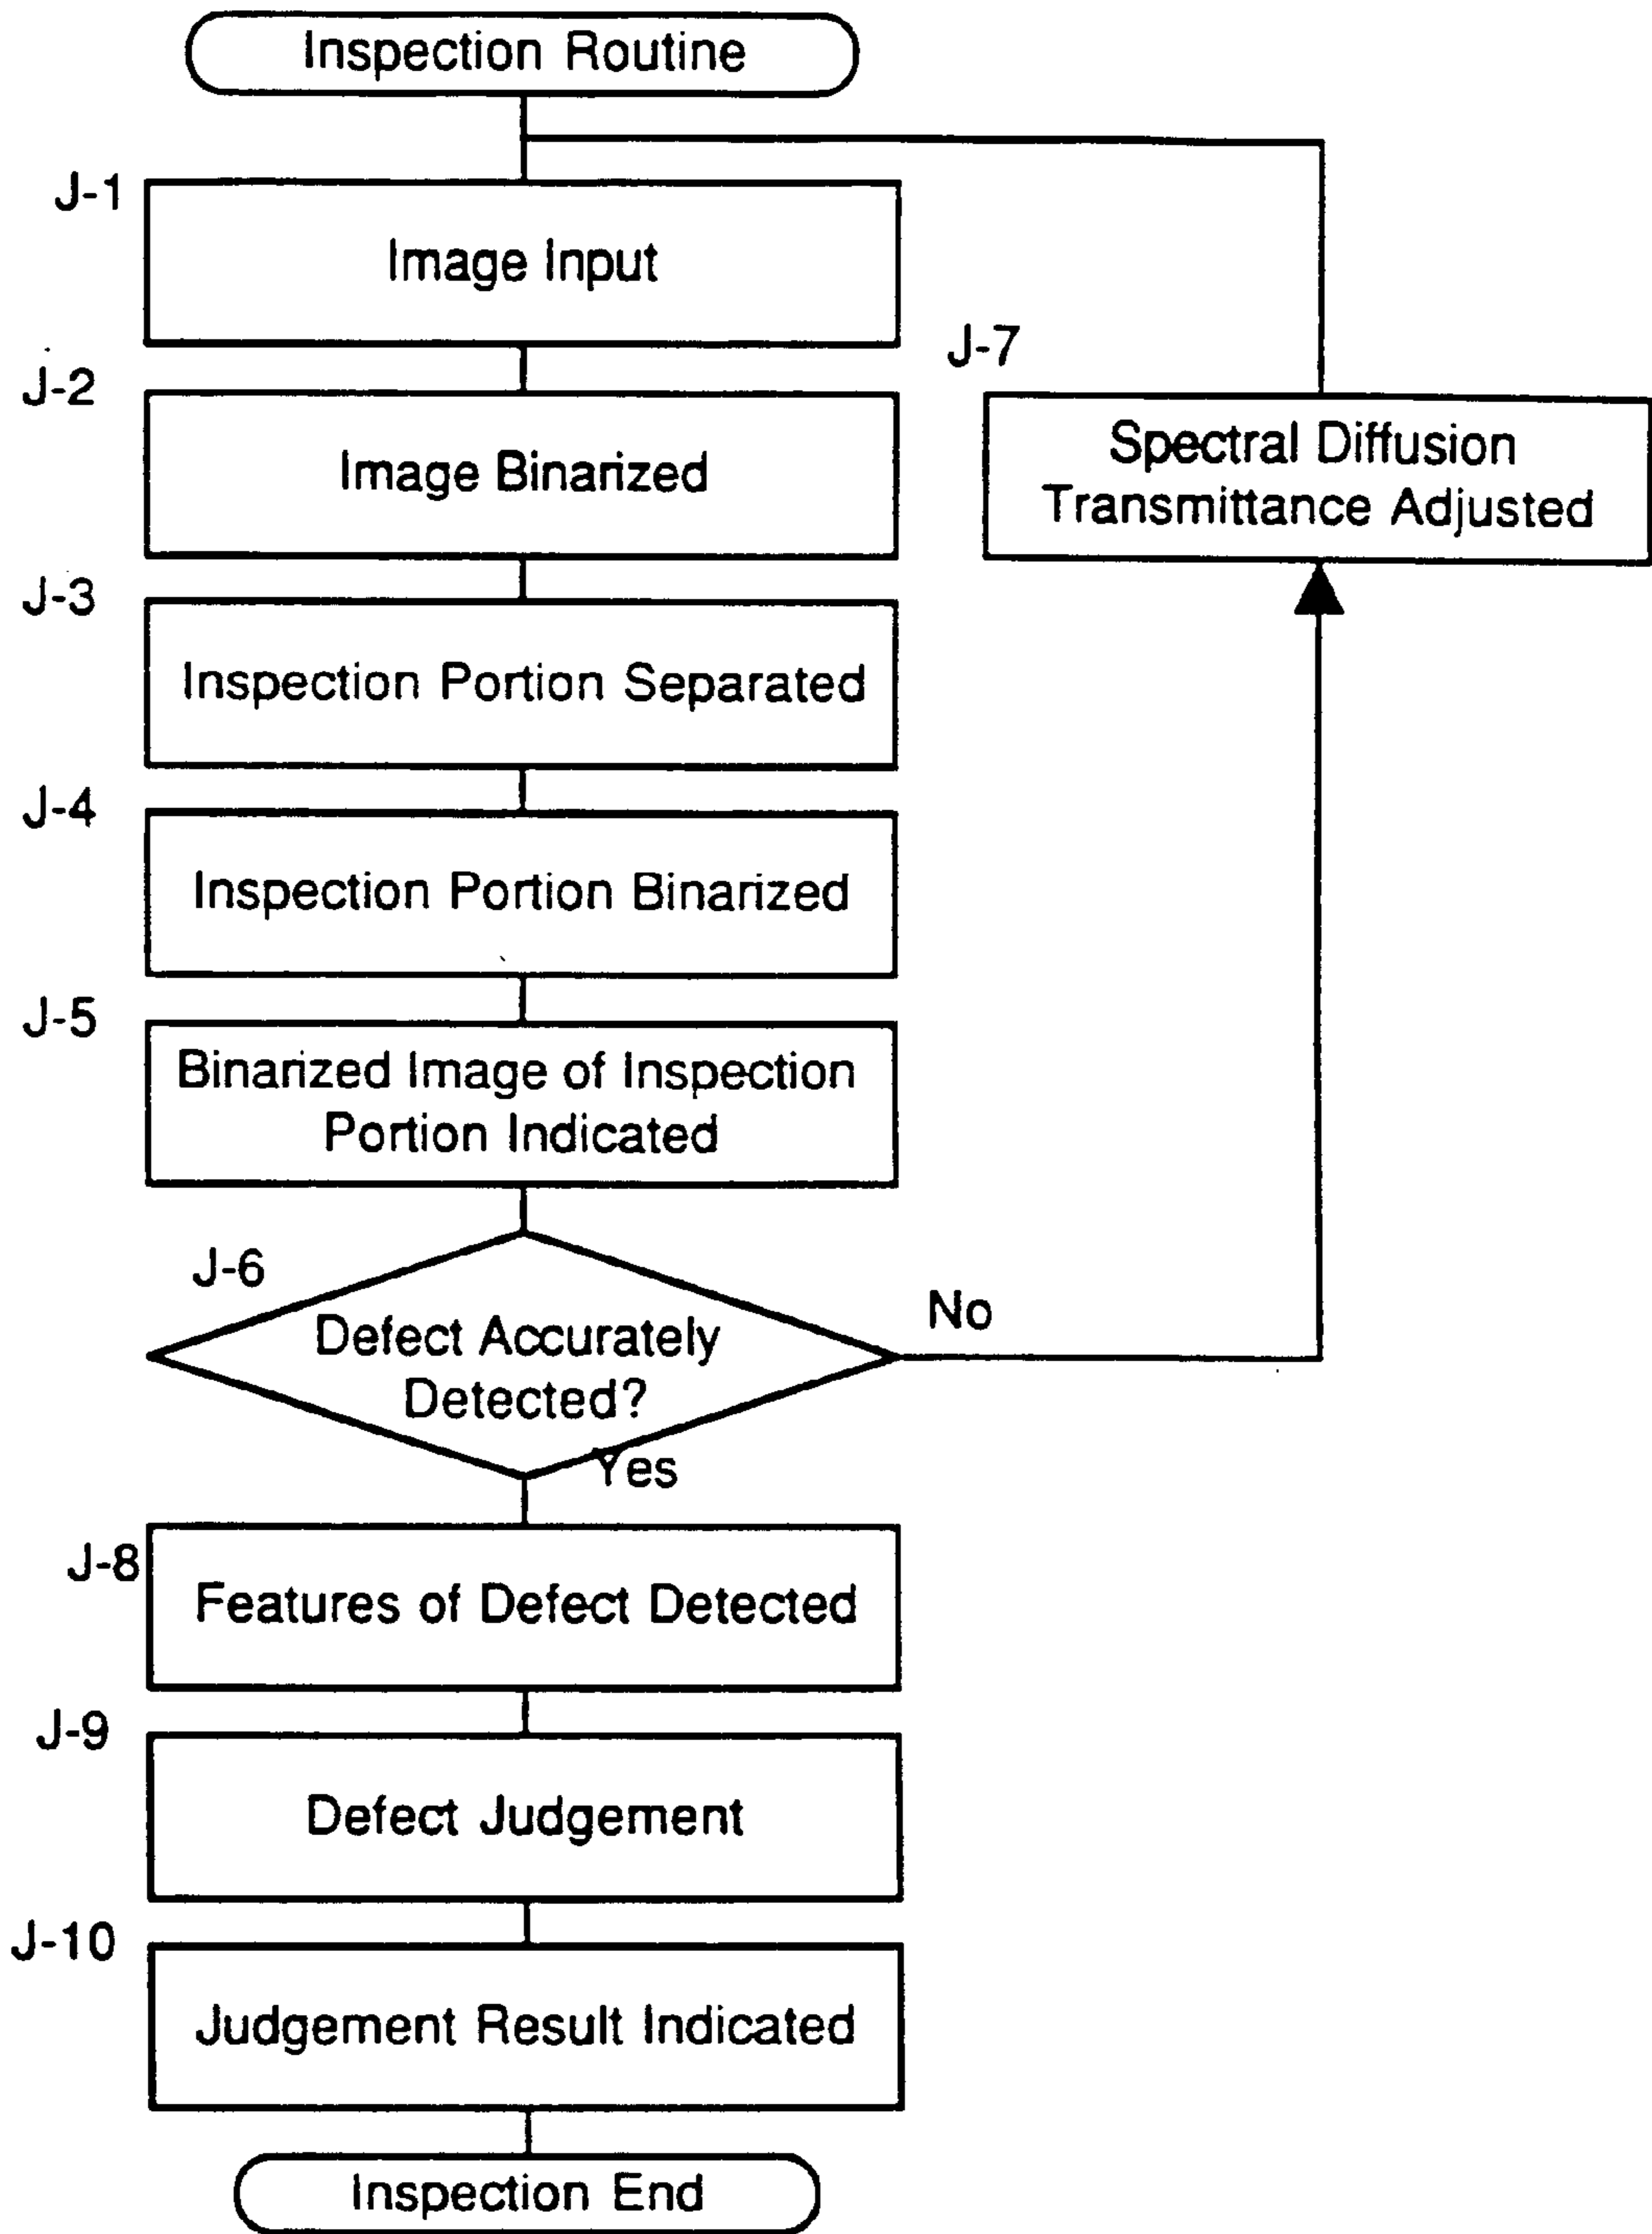 Inspection Routine
J-1
Image Input
J-2
Image Binarized
J-7
Spectral Diffusion
Transmittance Adjusted
J-3
Inspection Portion Separated
J-4
Inspection Portion Binarized
J-5
Binarized Image of Inspection
Portion Indicated
J-6
Defect Accurately
Detected?
No
Yes
J-8
Features of Defect Detected
J-9
Defect Judgement
J-10
Judgement Result Indicated
Inspection End